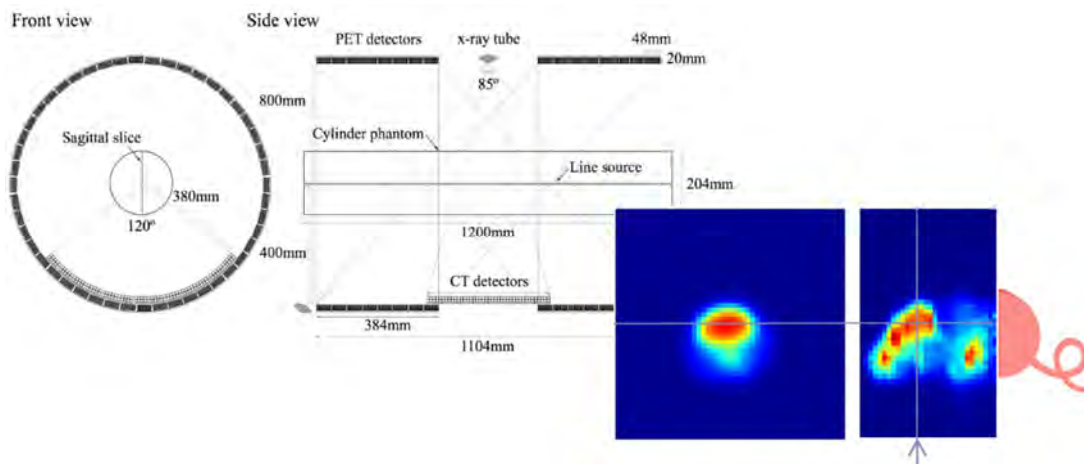 Front view
Side view
PET detectors
x-ray tube
48mm
20mm
85°
800mm
Cylinder phantom
Sagittal slice
Line source
380mm
204mm
120°
1200mm
400mm
CT detectors
384mm
1104mm